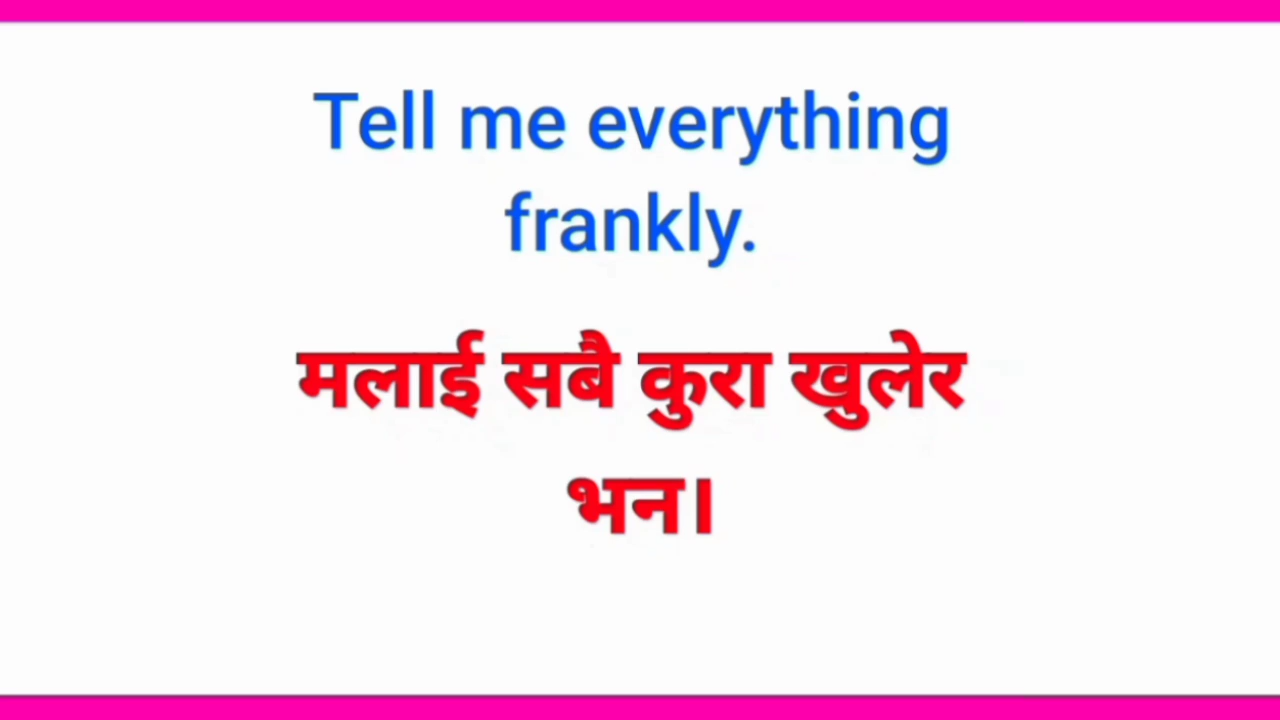 Tell me everything
frankly.
मलाई सबै कुरा खुलेर
भन।